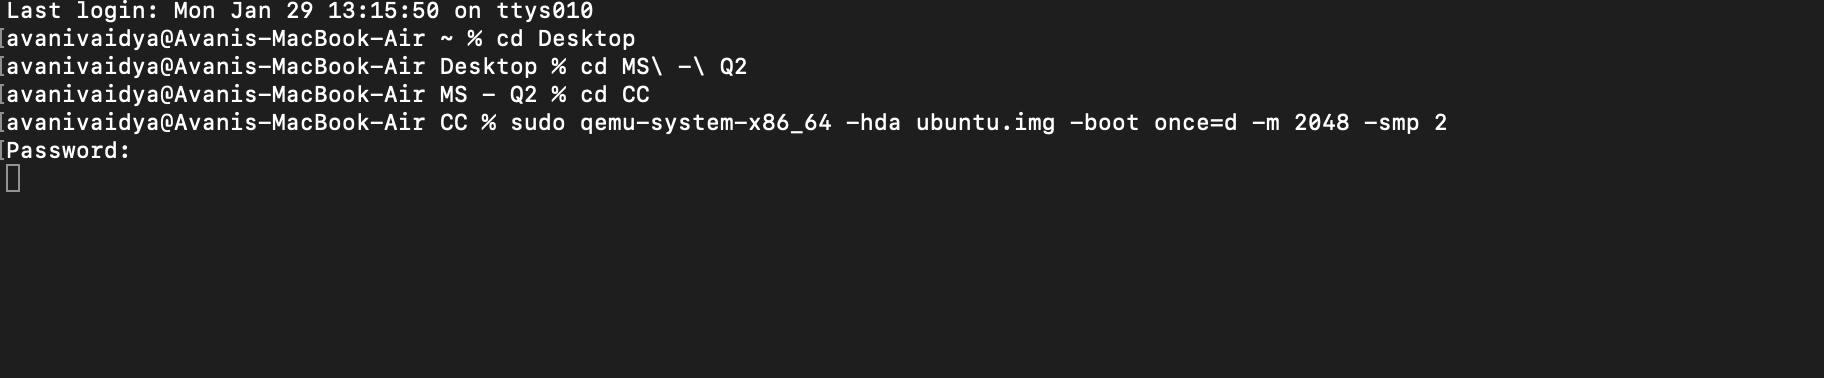 Last login: Mon Jan 29 13:15:50 on ttys010
[avanivaidya@Avanis-MacBook-Air ~ % cd Desktop
[avanivaidya@Avanis-MacBook-Air Desktop % cd MS\ -\ Q2
[avanivaidya@Avanis-MacBook-Air MS - Q2 % cd CC
[avanivaidya@Avanis-MacBook-Air CC % sudo qemu-system-x86_64 -hda ubuntu.img -boot once=d -m 2048 -smp 2
[Password: